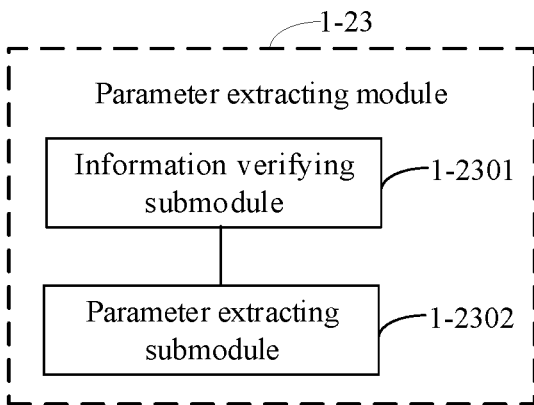 1-23
Parameter extracting module
Information verifying
submodule
1-2301
Parameter extracting
submodule
1-2302